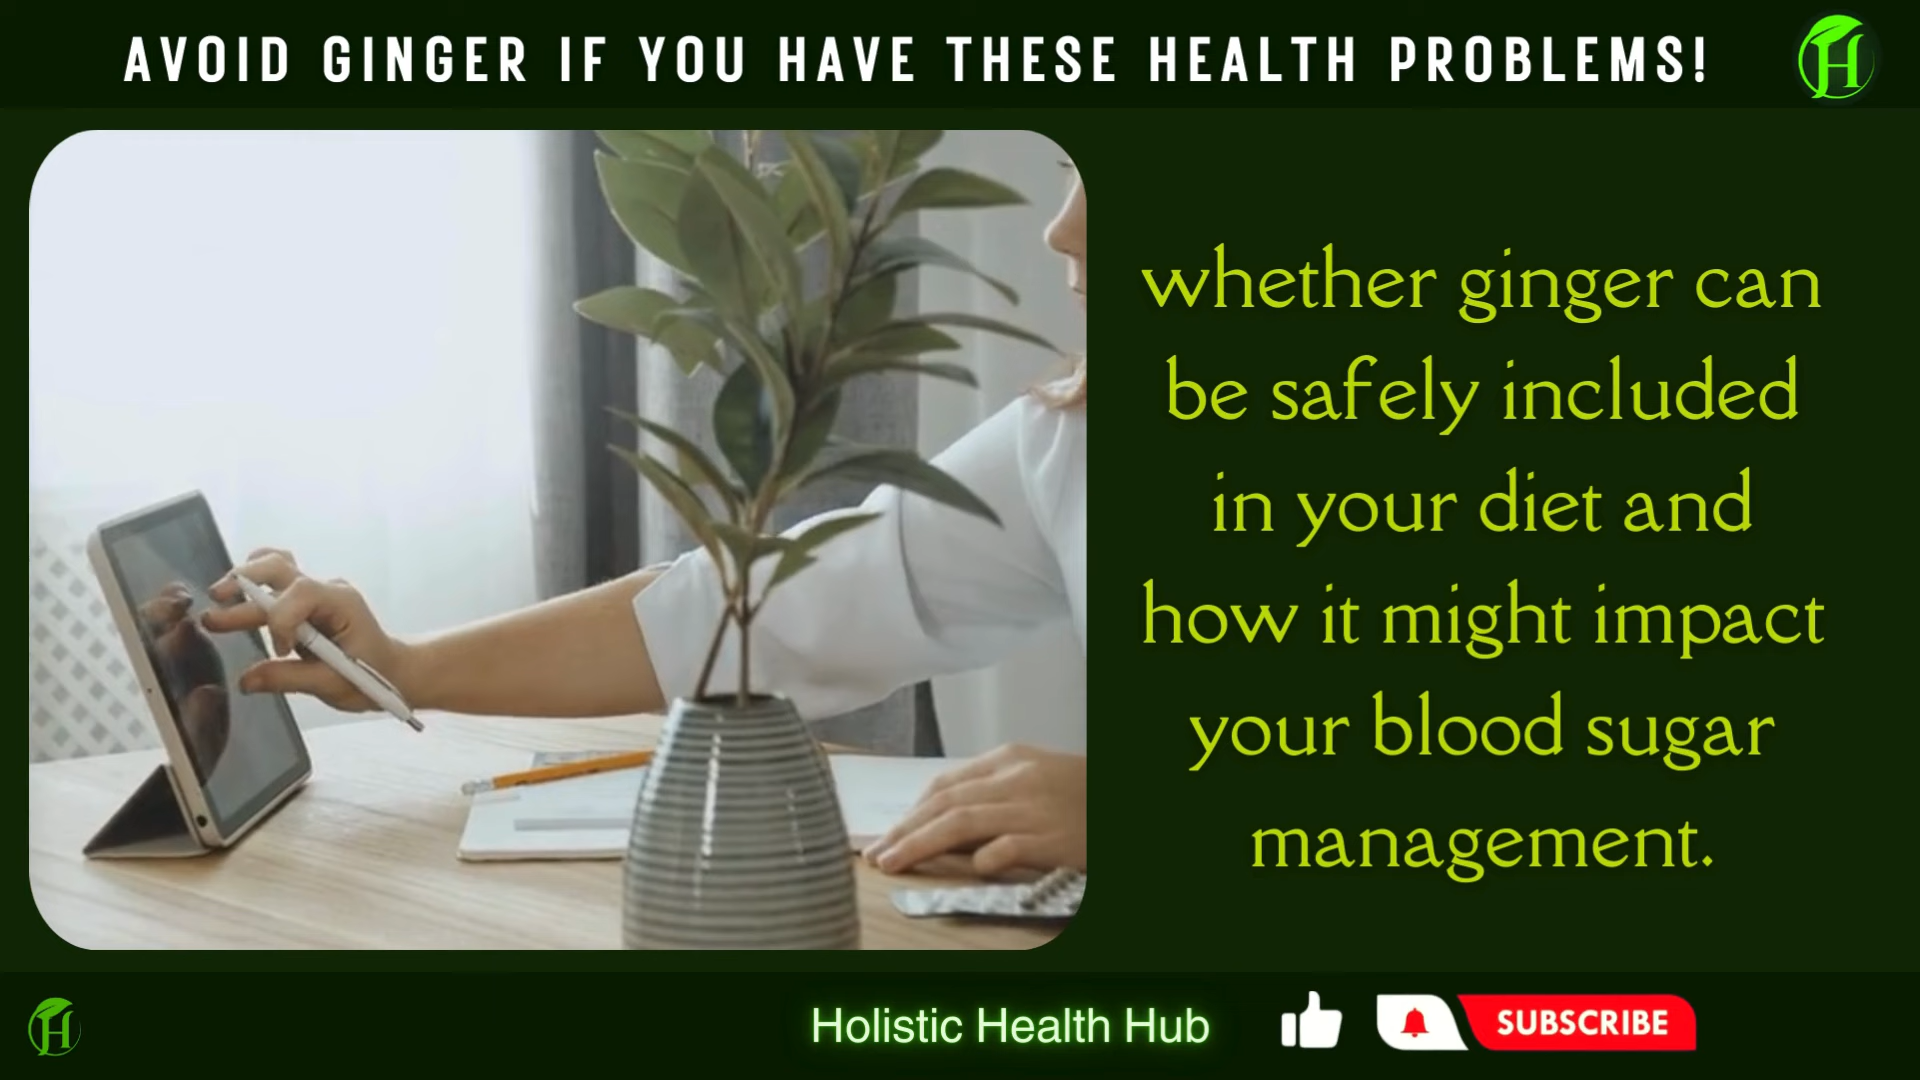 AVOID GINGER IF YOU HAVE THESE HEALTH PROBLEMS!
whether ginger can
be safely included
in your diet and
how it might impact
your blood sugar
management.
Holistic Health Hub
SUBSCRIBE